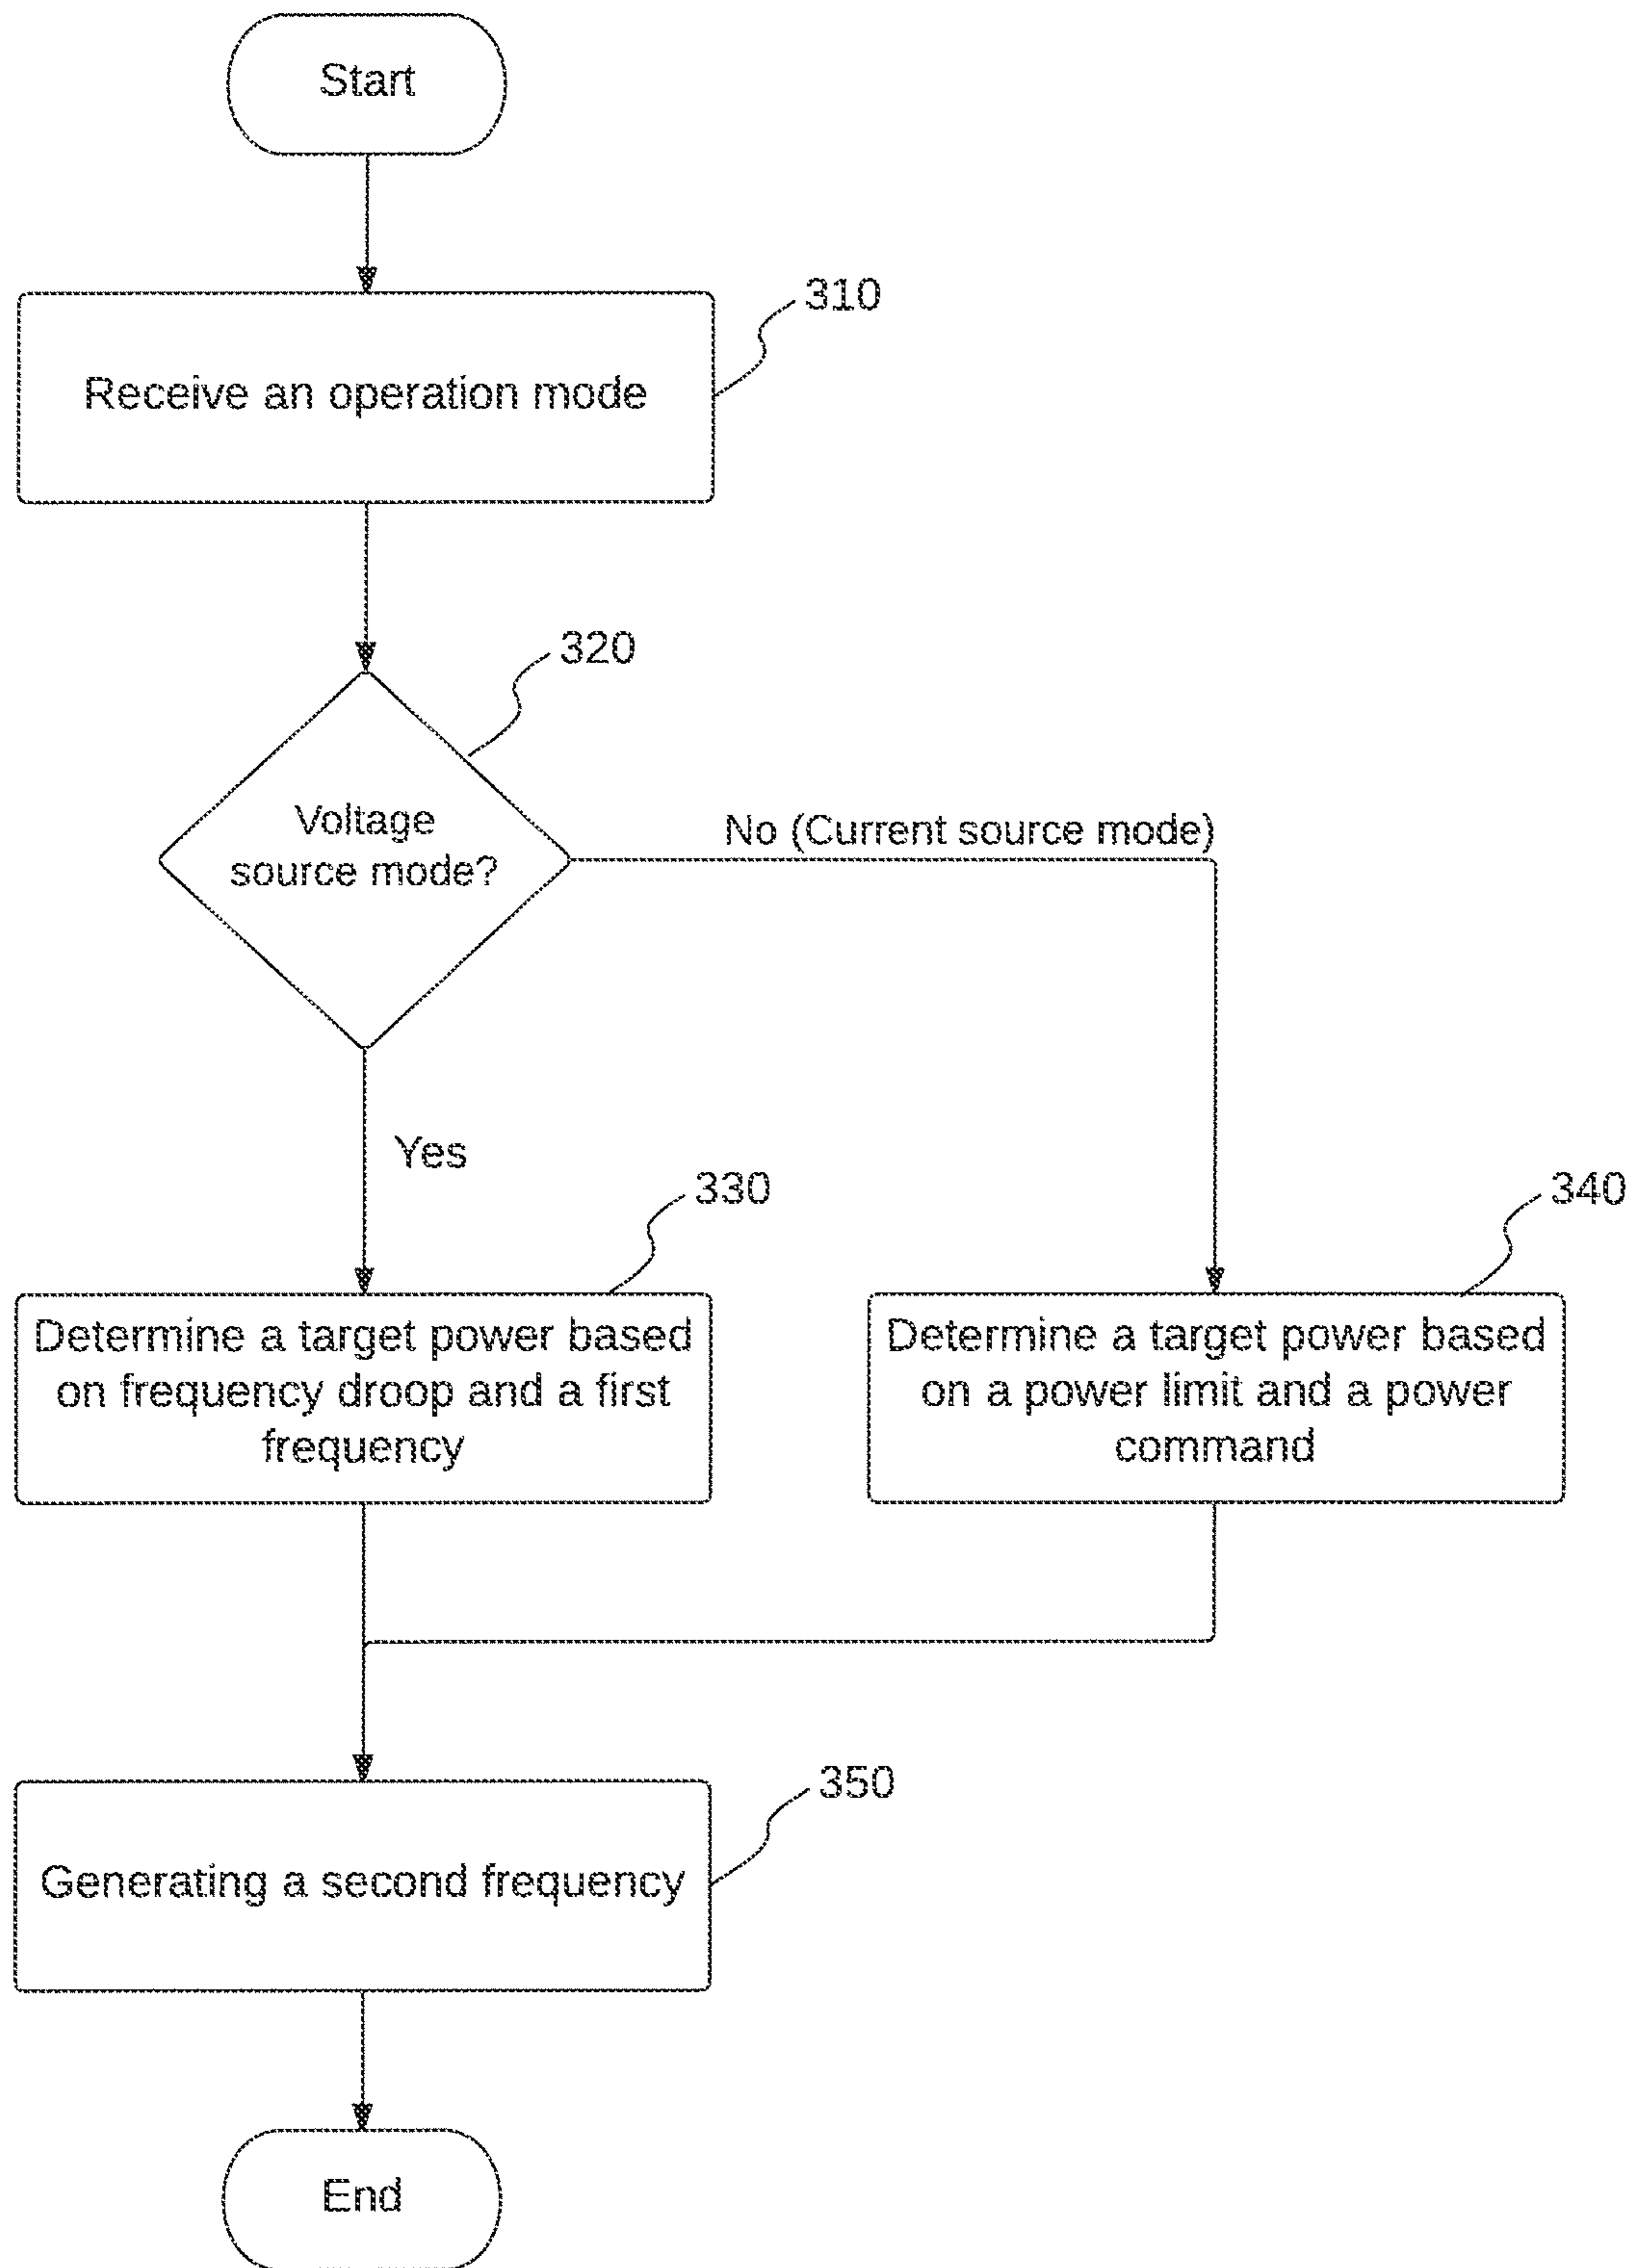 Start
310
Receive an operation mode
320
Voltage
source mode?
No (Current source mode)
Yes
330
340
Determine a target power based
on frequency droop and a first
frequency
Determine a target power based
on a power limit and a power
command
350
Generating a second frequency
End